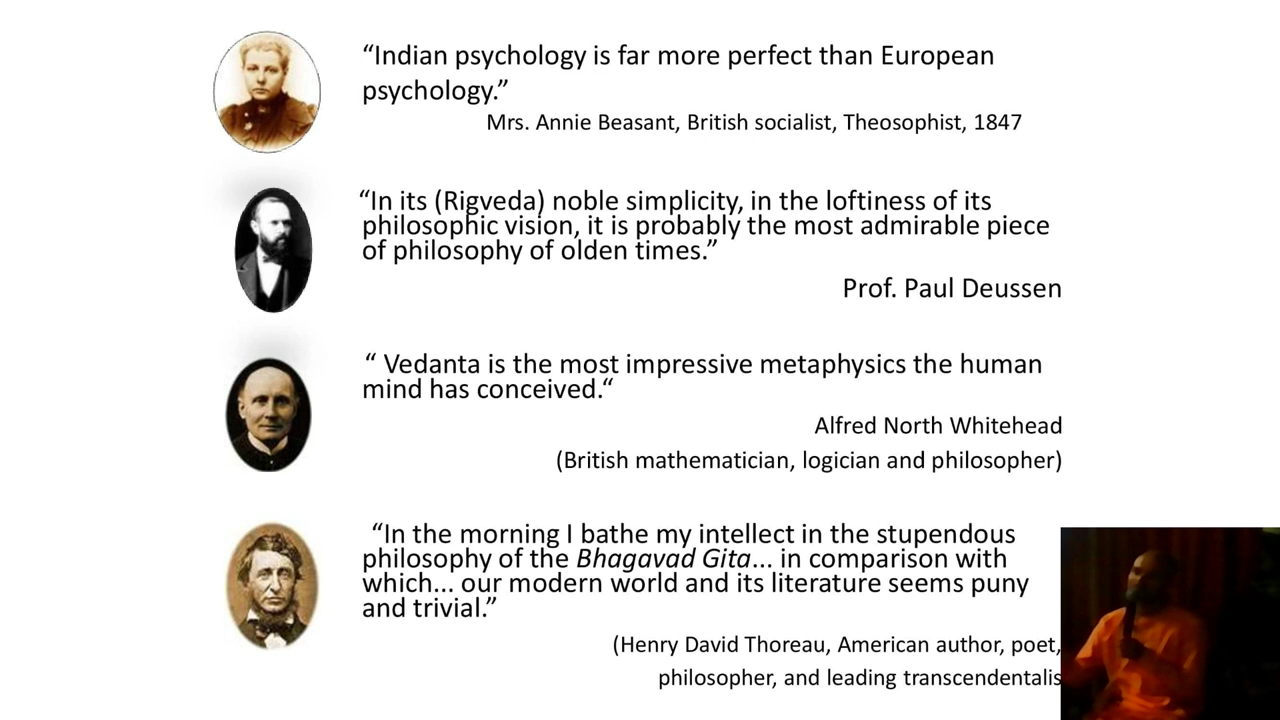 “Indian psychology is far more perfect than European
psychology.”
Mrs. Annie Beasant, British socialist, Theosophist, 1847
“In its (Rigveda) noble simplicity, in the loftiness of its
philosophic vision, it is probably the most admirable piece
of philosophy of olden times.”
Prof. Paul Deussen
“ Vedanta is the most impressive metaphysics the human
mind has conceived.“
Alfred North Whitehead
(British mathematician, logician and philosopher)
“In the morning I bathe my intellect in the stupendous
philosophy of the Bhagavad Gita... in comparison with
which... our modern world and its literature seems puny
and trivial.”
(Henry David Thoreau, American author, poet,
philosopher, and leading transcendentalis